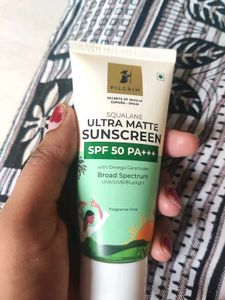 PILGRIM
SECRETS OF SEVILLA
ESPAÑA - SPAIN
SQUALANE
ULTRA MATTE
SUNSCREEN
SPF 50 PA+++
with Omega Ceramides
Broad Spectrum
UVA/UVB/Bluelight
Fragrance-Free